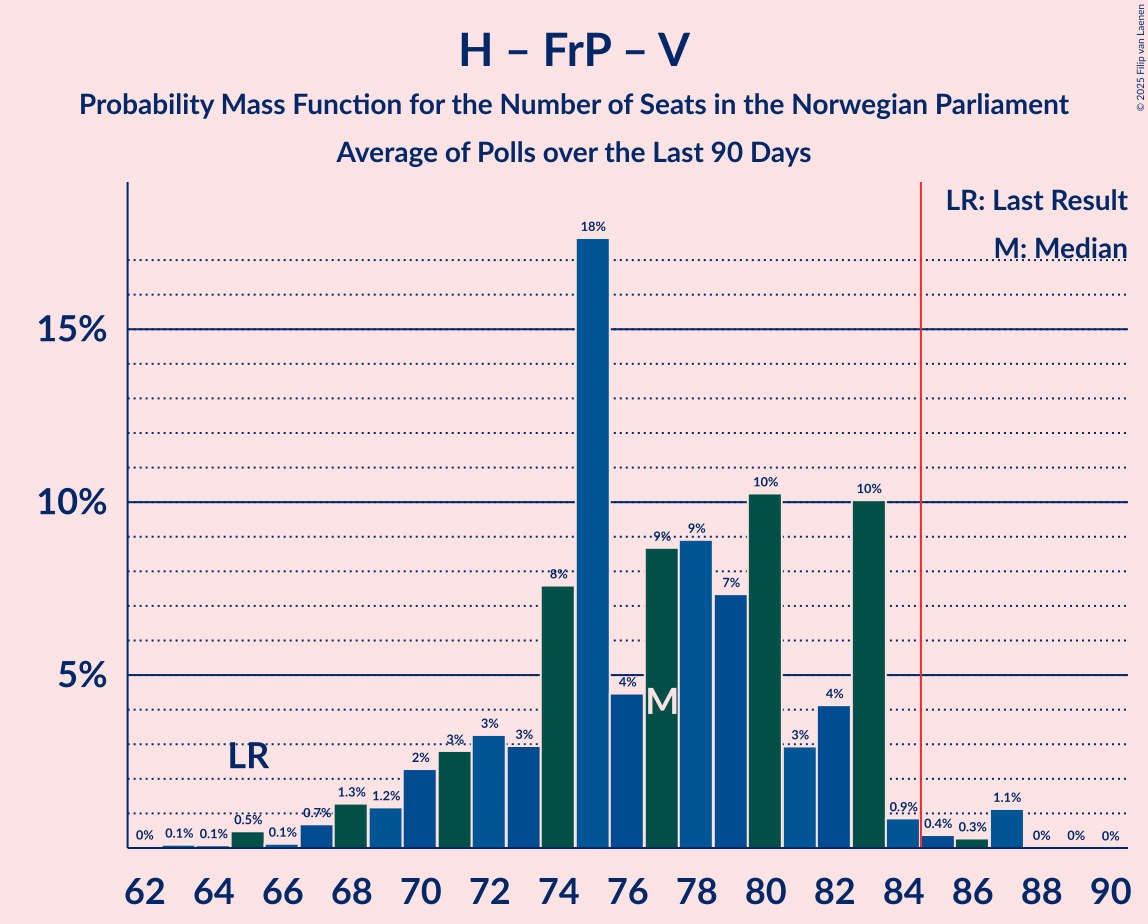 H – FrP – V
Probability Mass Function for the Number of Seats in the Norwegian Parliament
Average of Polls over the Last 90 Days
© 2025 Filip van Laenen
LR: Last Result
M: Median
15%
10%
5%
0% 0.1% 0.1% 0.5% 0.1% 0.7% 1.3% 1.2% 2% 3% 3% 3% 8% 18% 4% 9% 9% 7% 10% 3% 4% 10% 0.9% 0.4% 0.3% 1.1% 0% 0% 0%
LR
M
62 64 66 68 70 72 74 76 78 80 82 84 86 88 90